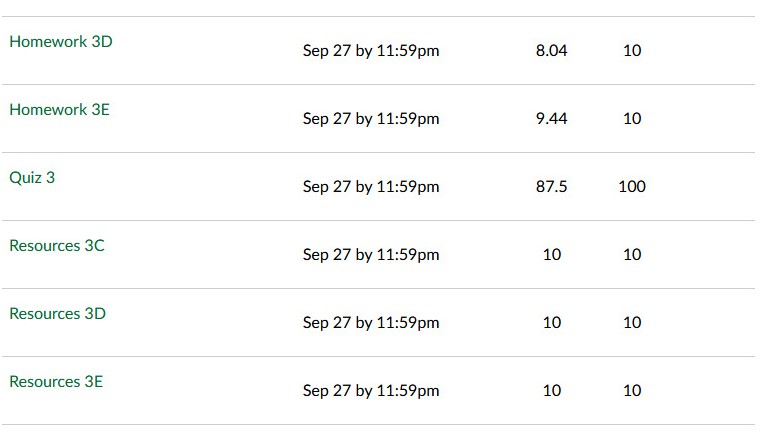 Homework 3D Sep 27 by 11:59pm 8.04 10
Homework 3E Sep 27 by 11:59pm 9.44 10
Quiz 3 Sep 27 by 11:59pm 87.5 100
Resources 3C Sep 27 by 11:59pm 10 10
Resources 3D Sep 27 by 11:59pm 10 10
Resources 3E Sep 27 by 11:59pm 10 10